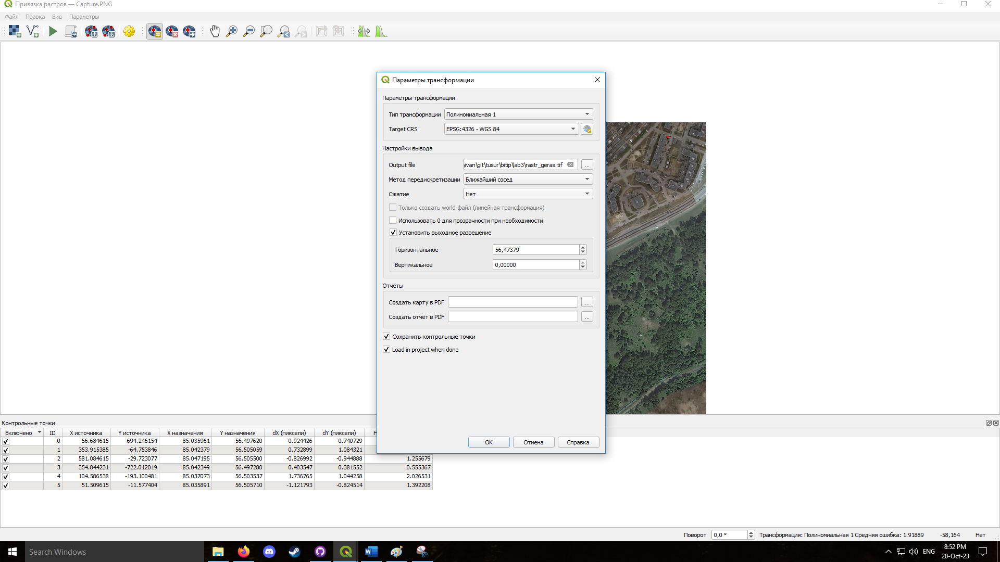 Привязка растров — Capture.PNG
Файл Правка Вид Параметры
Параметры трансформации
Параметры трансформации
Тип трансформации Полиномиальная 1
Target CRS EPSG:4326 - WGS 84
Настройки вывода
Output file ivan\git\tusur\bitip\lab3\rastr_geras.tif ...
Метод передискретизации Ближайший сосед
Сжатие Нет
Только создать world-файл (линейная трансформация)
Использовать 0 для прозрачности при необходимости
Установить выходное разрешение
Горизонтальное 56,47379
Вертикальное 0,00000
Отчёты
Создать карту в PDF ...
Создать отчёт в PDF ...
Сохранить контрольные точки
Load in project when done
OK Отмена Справка
Контрольные точки
Включено ID X источника Y источника X назначения Y назначения dX (пиксели) dY (пиксели) Н
0 56.684615 -694.246154 85.035961 56.497620 -0.924426 -0.740729
1 353.915385 -64.753846 85.042379 56.505059 0.732899 1.084321
2 581.084615 -29.723077 85.047195 56.505500 -0.826992 -0.944888 1.255679
3 354.844231 -722.012019 85.042349 56.497280 0.403547 0.381552 0.555367
4 104.586538 -193.100481 85.037073 56.503537 1.736765 1.044258 2.026531
5 51.509615 -11.577404 85.035891 56.505710 -1.121793 -0.824514 1.392208
Поворот 0,0 ° Трансформация: Полиномиальная 1 Средняя ошибка: 1.91889 -58,164 Нет
Search Windows
ENG
8:52 PM
20-Oct-23